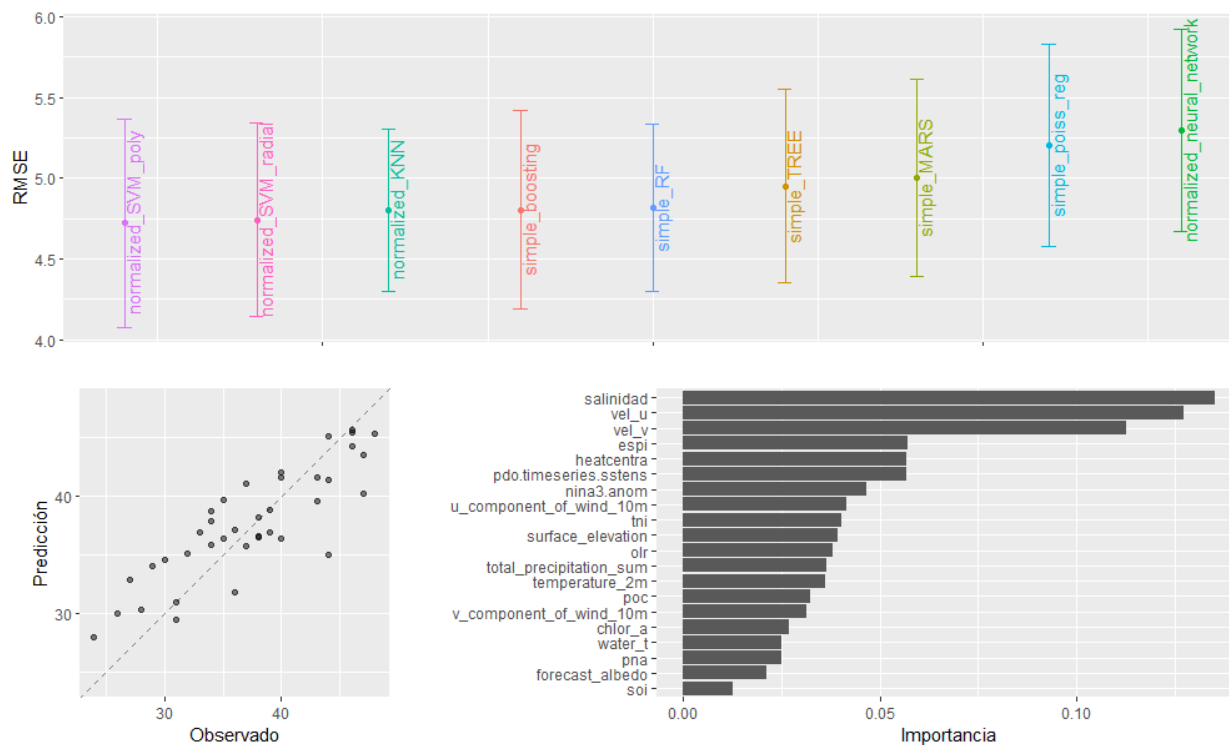 6.0
5.5
5.0
4.5
4.0
RMSE
normalized_SVM_poly
normalized_SVM_radial
normalized_KNN
simple_boosting
simple_RF
simple_TREE
simple_MARS
simple_poiss_reg
normalized_neural_network
40
30
Predicción
30
40
Observado
salinidad
vel_u
vel_v
espi
heatcentra
pdo.timeseries.sstens
nina3.anom
u_component_of_wind_10m
tni
surface_elevation
olr
total_precipitation_sum
temperature_2m
poc
v_component_of_wind_10m
chlor_a
water_t
pna
forecast_albedo
soi
0.00
0.05
0.10
Importancia